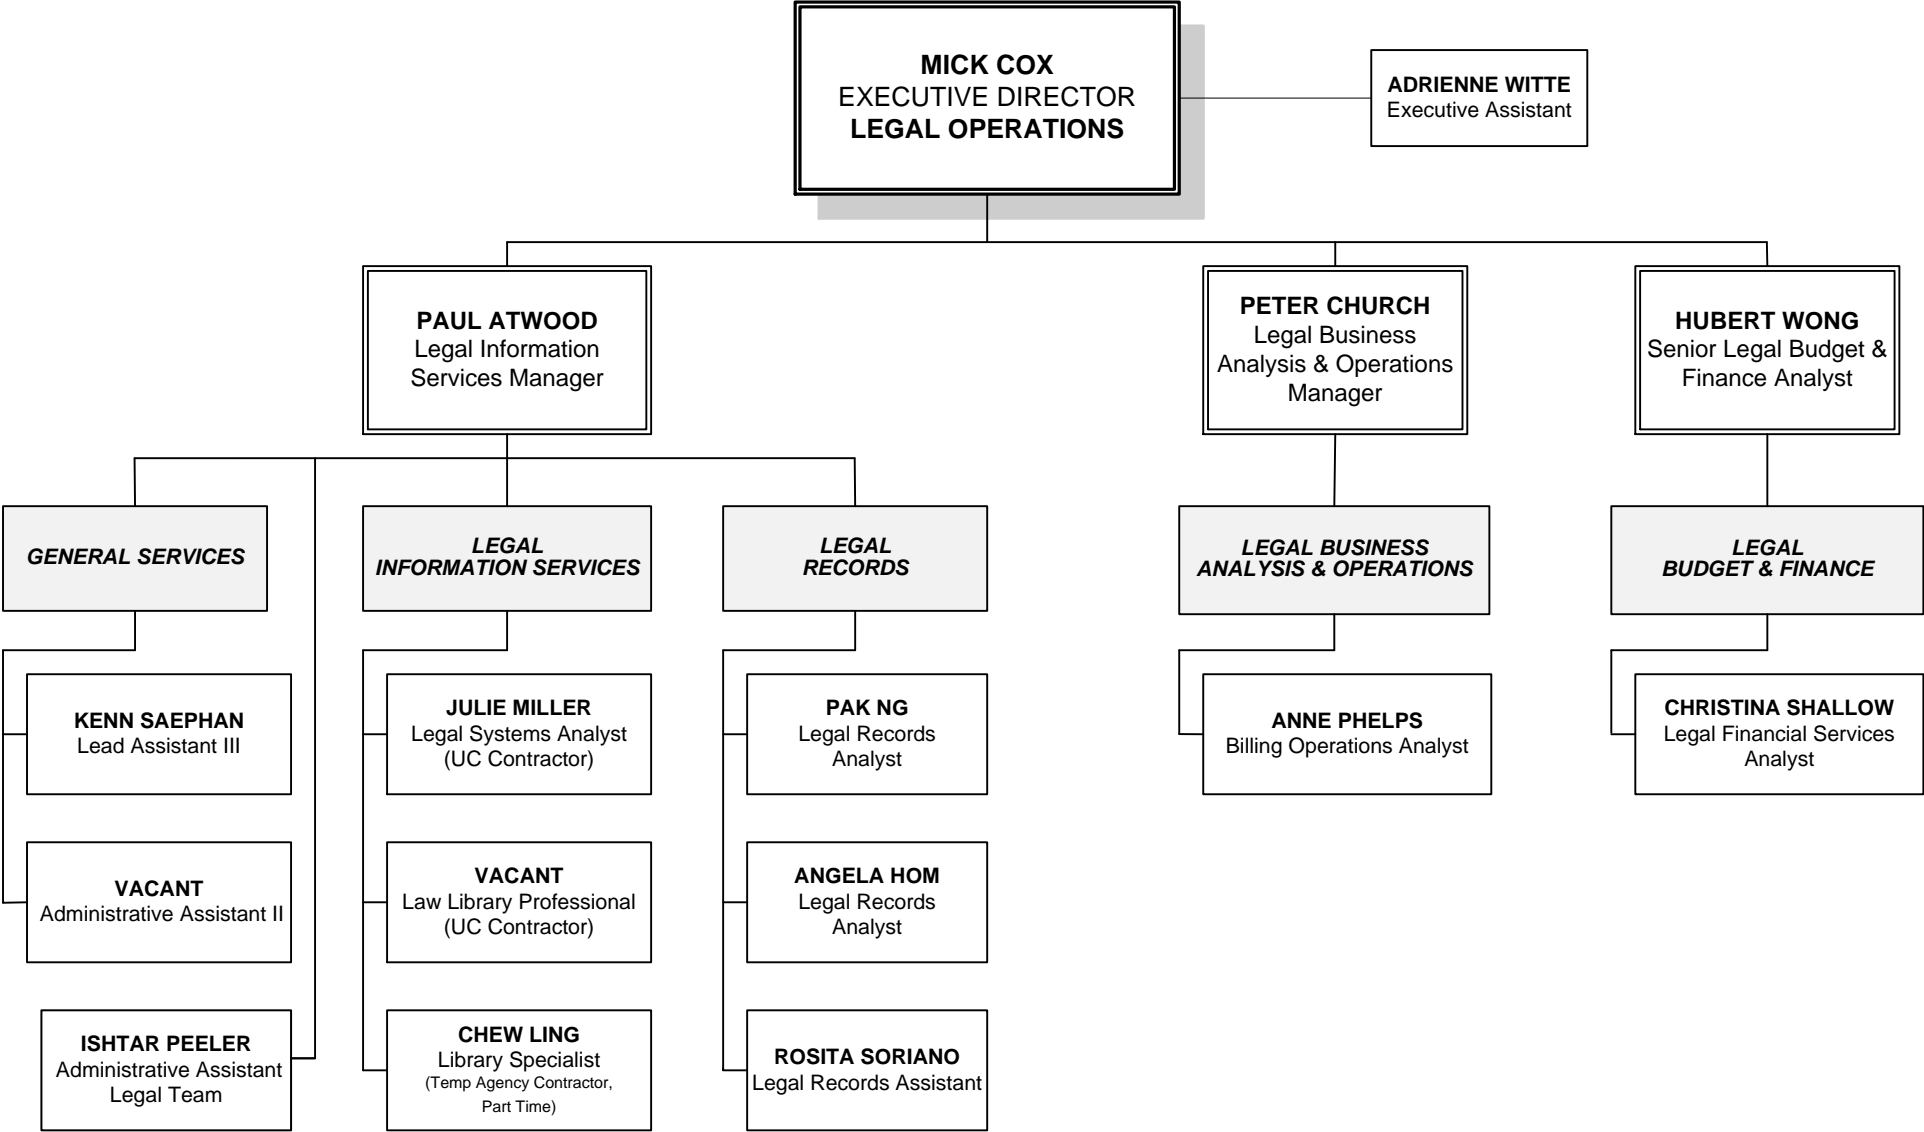 MICK COX
EXECUTIVE DIRECTOR
LEGAL OPERATIONS
ADRIENNE WITTE
Executive Assistant
PAUL ATWOOD
Legal Information
Services Manager
PETER CHURCH
Legal Business
Analysis & Operations
Manager
HUBERT WONG
Senior Legal Budget &
Finance Analyst
GENERAL SERVICES
LEGAL
INFORMATION SERVICES
LEGAL
RECORDS
LEGAL BUSINESS
ANALYSIS & OPERATIONS
LEGAL
BUDGET & FINANCE
KENN SAEPHAN
Lead Assistant III
JULIE MILLER
Legal Systems Analyst
(UC Contractor)
PAK NG
Legal Records
Analyst
ANNE PHELPS
Billing Operations Analyst
CHRISTINA SHALLOW
Legal Financial Services
Analyst
VACANT
Administrative Assistant II
VACANT
Law Library Professional
(UC Contractor)
ANGELA HOM
Legal Records
Analyst
ISHTAR PEELER
Administrative Assistant
Legal Team
CHEW LING
Library Specialist
(Temp Agency Contractor,
Part Time)
ROSITA SORIANO
Legal Records Assistant